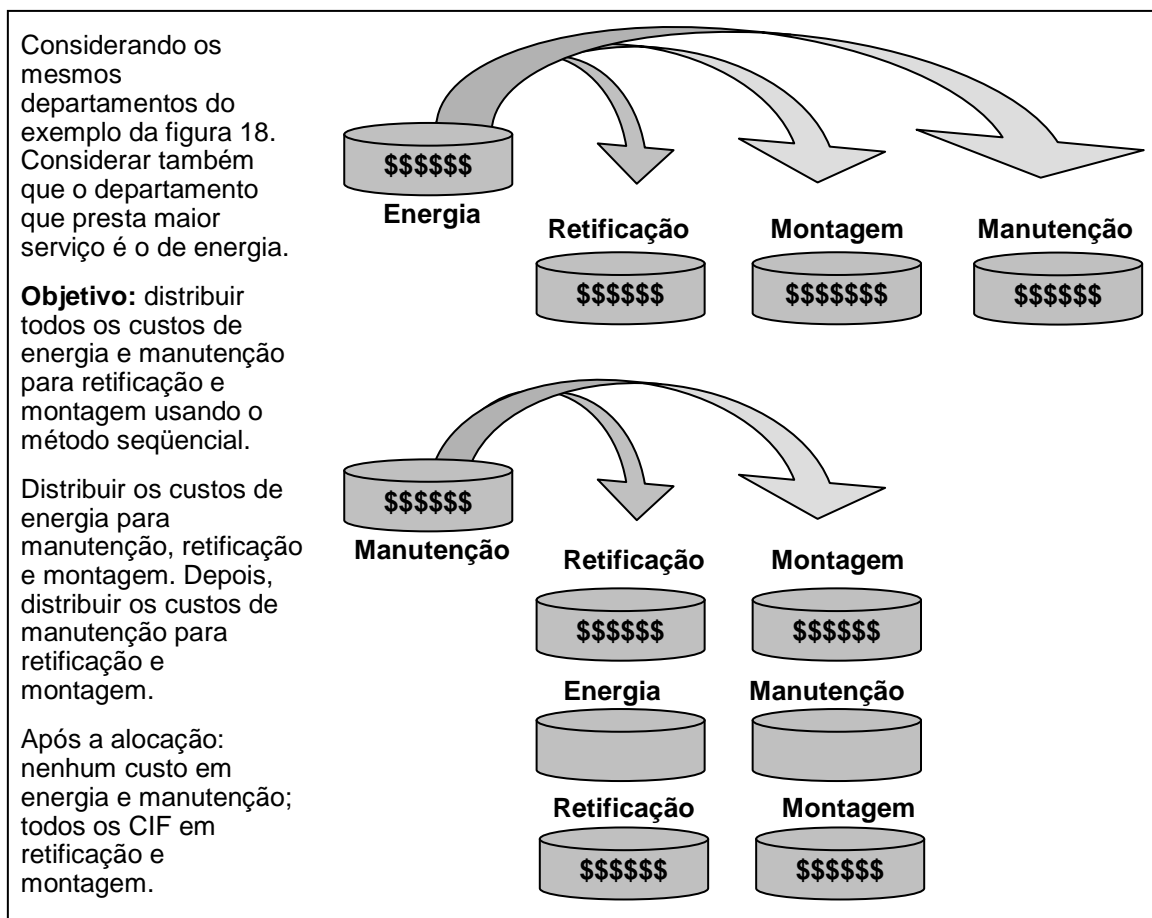 Considerando os
mesmos
departamentos do
exemplo da figura 18.
Considerar também
que o departamento
que presta maior
serviço é o de energia.
Objetivo: distribuir
todos os custos de
energia e manutenção
para retificação e
montagem usando o
método seqüencial.
Distribuir os custos de
energia para
manutenção, retificação
e montagem. Depois,
distribuir os custos de
manutenção para
retificação e
montagem.
Após a alocação:
nenhum custo em
energia e manutenção;
todos os CIF em
retificação e
montagem.
$$$$$$
Energia
Retificação Montagem Manutenção
$$$$$$ $$$$$$$ $$$$$$
$$$$$$
Manutenção
Retificação Montagem
$$$$$$ $$$$$$
Energia Manutenção
Retificação Montagem
$$$$$$ $$$$$$